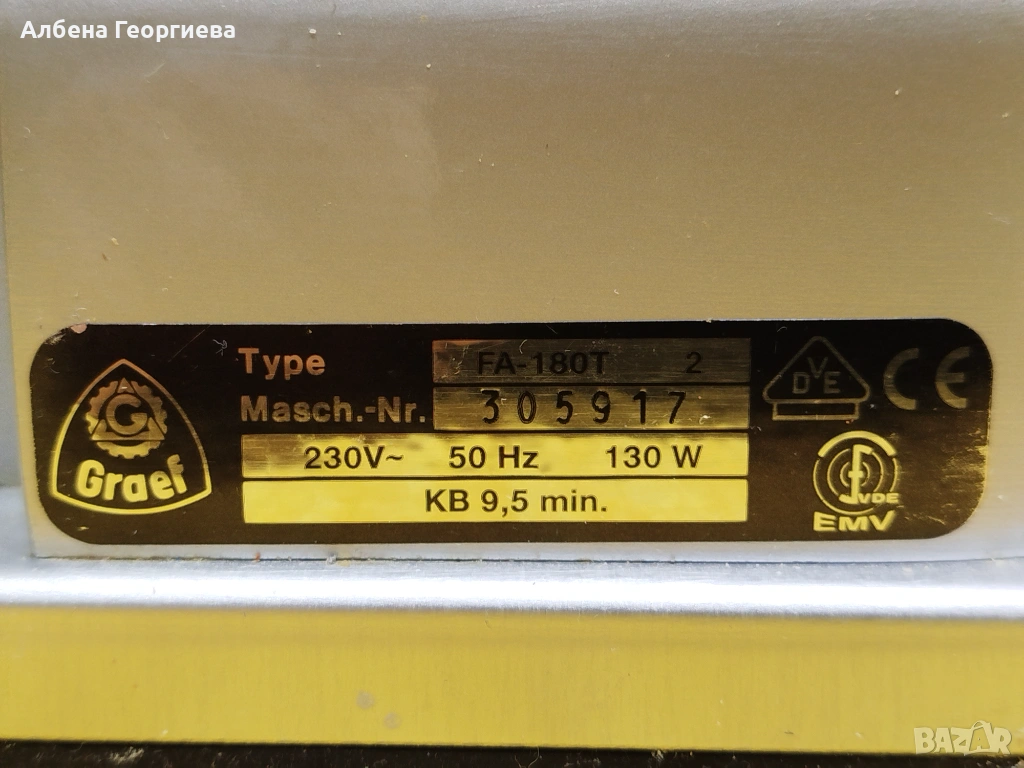 Албена Георгиева
Type FA-180T 2
Masch.-Nr. 305917
230V~ 50 Hz 130 W
KB 9,5 min.
G
Graef
DVE
CE
VDE
EMV
BAZAR